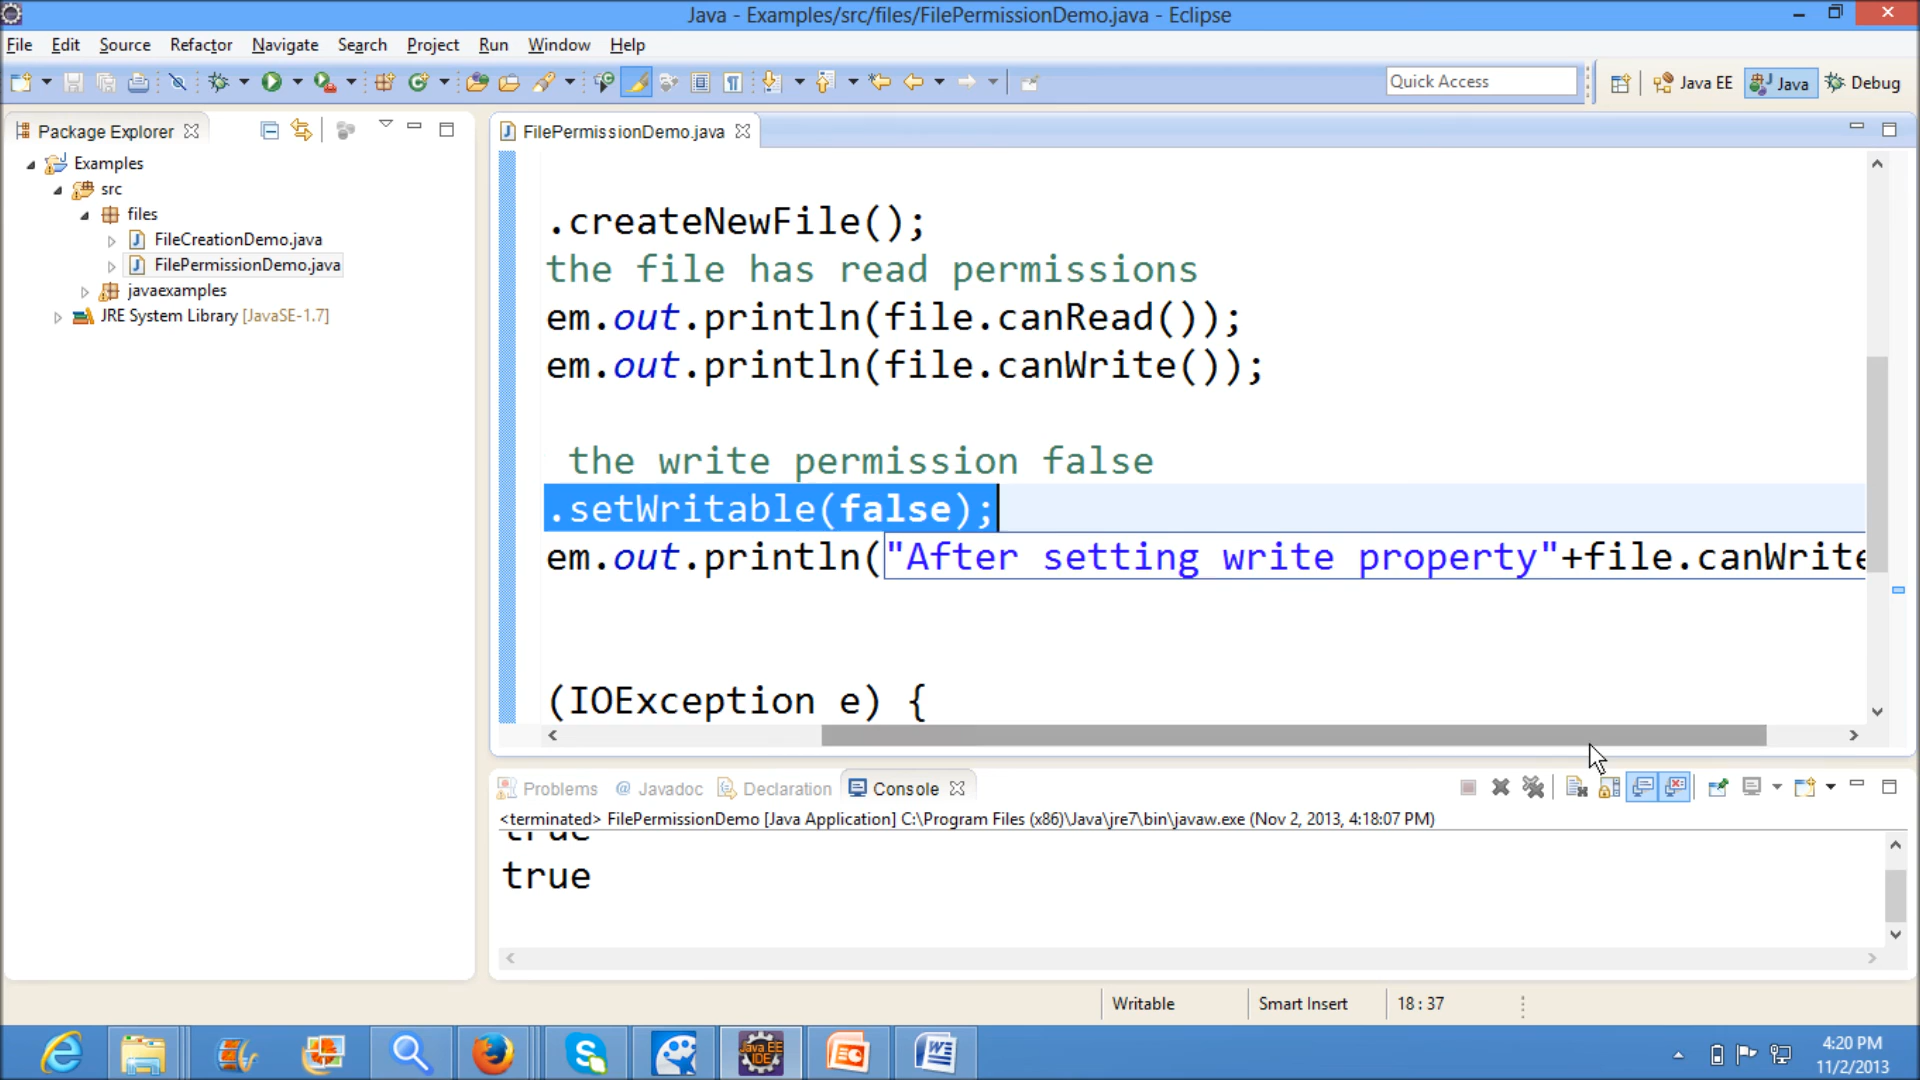 Java - Examples/src/files/FilePermissionDemo.java - Eclipse
File Edit Source Refactor Navigate Search Project Run Window Help
Quick Access
Java EE
Java
Debug
Package Explorer
FilePermissionDemo.java
Examples
src
files
FileCreationDemo.java
FilePermissionDemo.java
javaexamples
JRE System Library [JavaSE-1.7]
.createNewFile();
the file has read permissions
em.out.println(file.canRead());
em.out.println(file.canWrite());
the write permission false
.setWritable(false);
em.out.println("After setting write property"+file.canWrite
(IOException e) {
Problems @ Javadoc Declaration Console
<terminated> FilePermissionDemo [Java Application] C:\Program Files (x86)\Java\jre7\bin\javaw.exe (Nov 2, 2013, 4:18:07 PM)
true
true
Writable
Smart Insert
18 : 37
Java EE
IDE
4:20 PM
11/2/2013